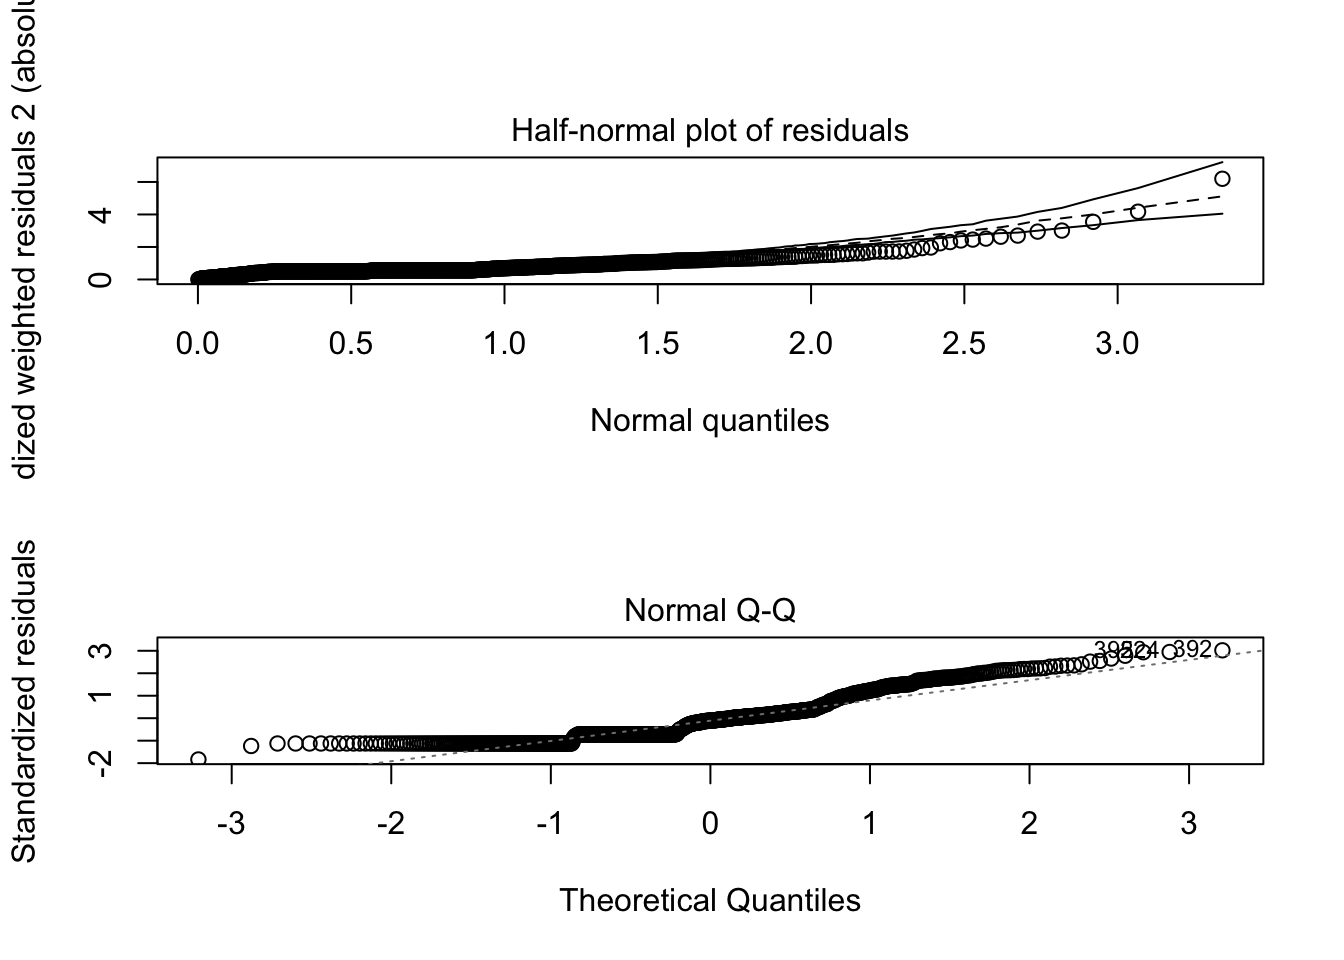 Half-normal plot of residuals
dized weighted residuals 2 (absolu
4
0
0.0 0.5 1.0 1.5 2.0 2.5 3.0
Normal quantiles
Normal Q-Q
Standardized residuals
3
1
-2
392
-3 -2 -1 0 1 2 3
Theoretical Quantiles